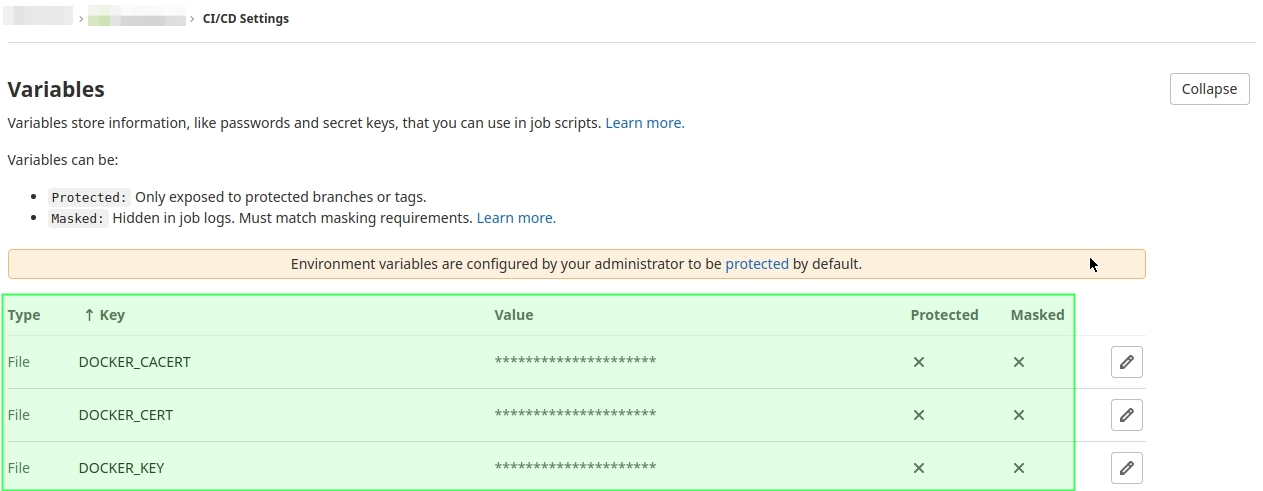 › › CI/CD Settings
Variables
Collapse
Variables store information, like passwords and secret keys, that you can use in job scripts. Learn more.
Variables can be:
• Protected: Only exposed to protected branches or tags.
• Masked: Hidden in job logs. Must match masking requirements. Learn more.
Environment variables are configured by your administrator to be protected by default.
Type ↑ Key Value Protected Masked
File DOCKER_CACERT ********************* × ×
File DOCKER_CERT ********************* × ×
File DOCKER_KEY ********************* × ×